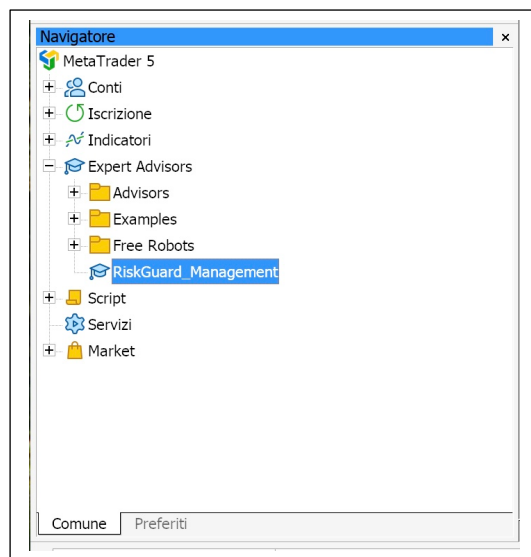 Navigatore
MetaTrader 5
Conti
Iscrizione
Indicatori
Expert Advisors
Advisors
Examples
Free Robots
RiskGuard_Management
Script
Servizi
Market
Comune Preferiti